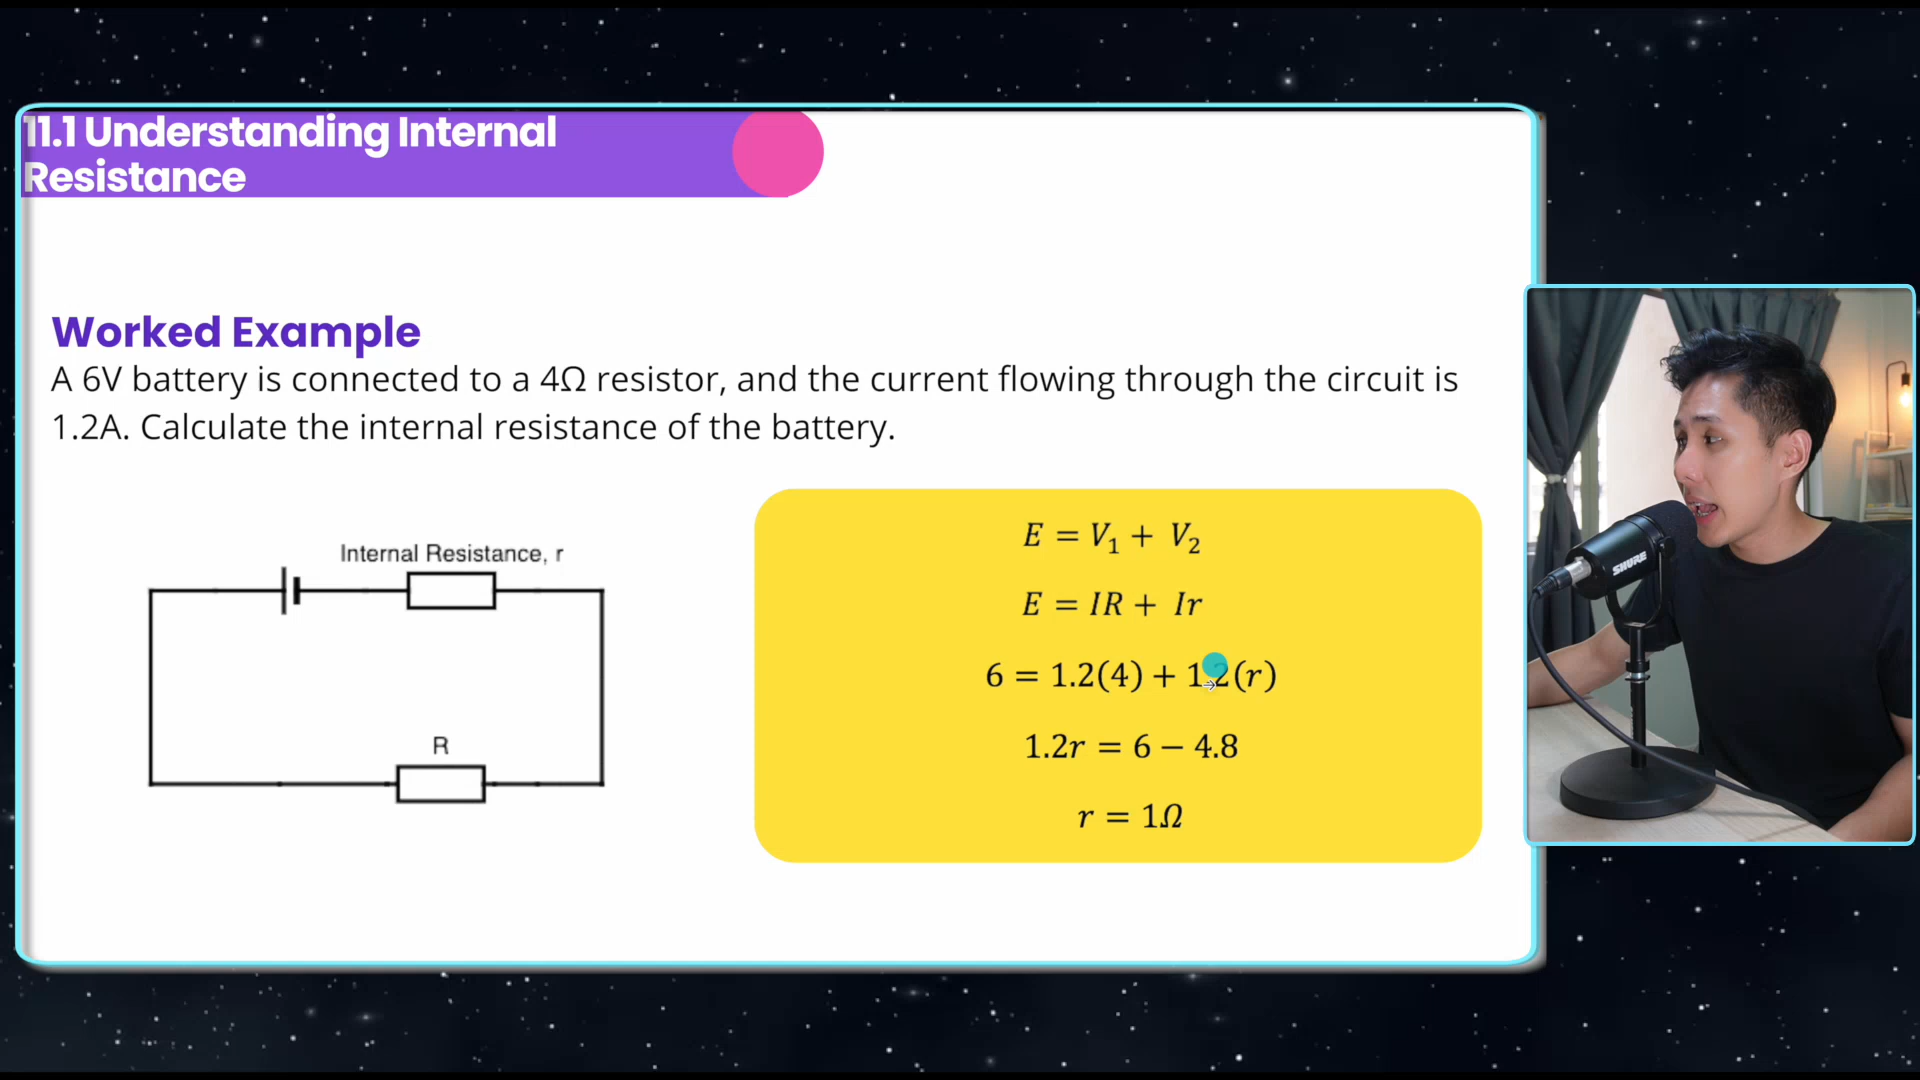 11.1 Understanding Internal
Resistance
Worked Example
A 6V battery is connected to a 4Ω resistor, and the current flowing through the circuit is
1.2A. Calculate the internal resistance of the battery.
Internal Resistance, r
R
E = V₁ + V₂
E = IR + Ir
6 = 1.2(4) + 1.2(r)
1.2r = 6 − 4.8
r = 1Ω
SHURE